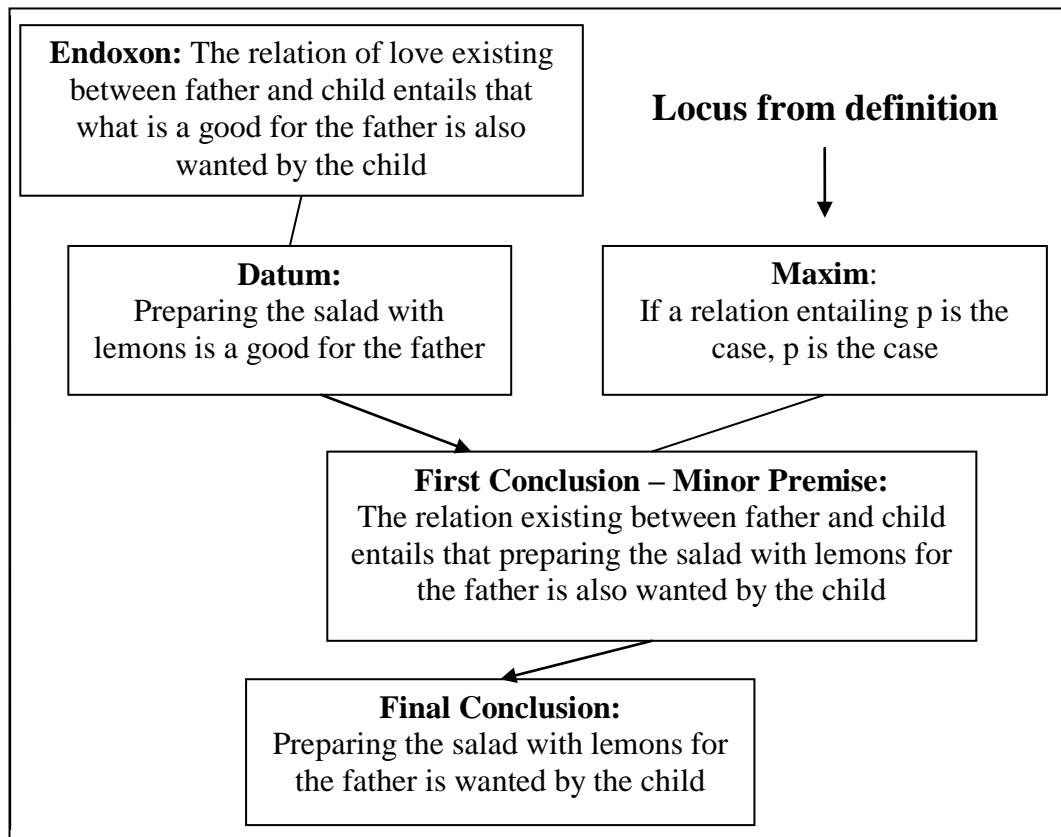 Endoxon: The relation of love existing
between father and child entails that
what is a good for the father is also
wanted by the child
Locus from definition
Datum:
Preparing the salad with
lemons is a good for the father
Maxim:
If a relation entailing p is the
case, p is the case
First Conclusion – Minor Premise:
The relation existing between father and child
entails that preparing the salad with lemons for
the father is also wanted by the child
Final Conclusion:
Preparing the salad with lemons for
the father is wanted by the child